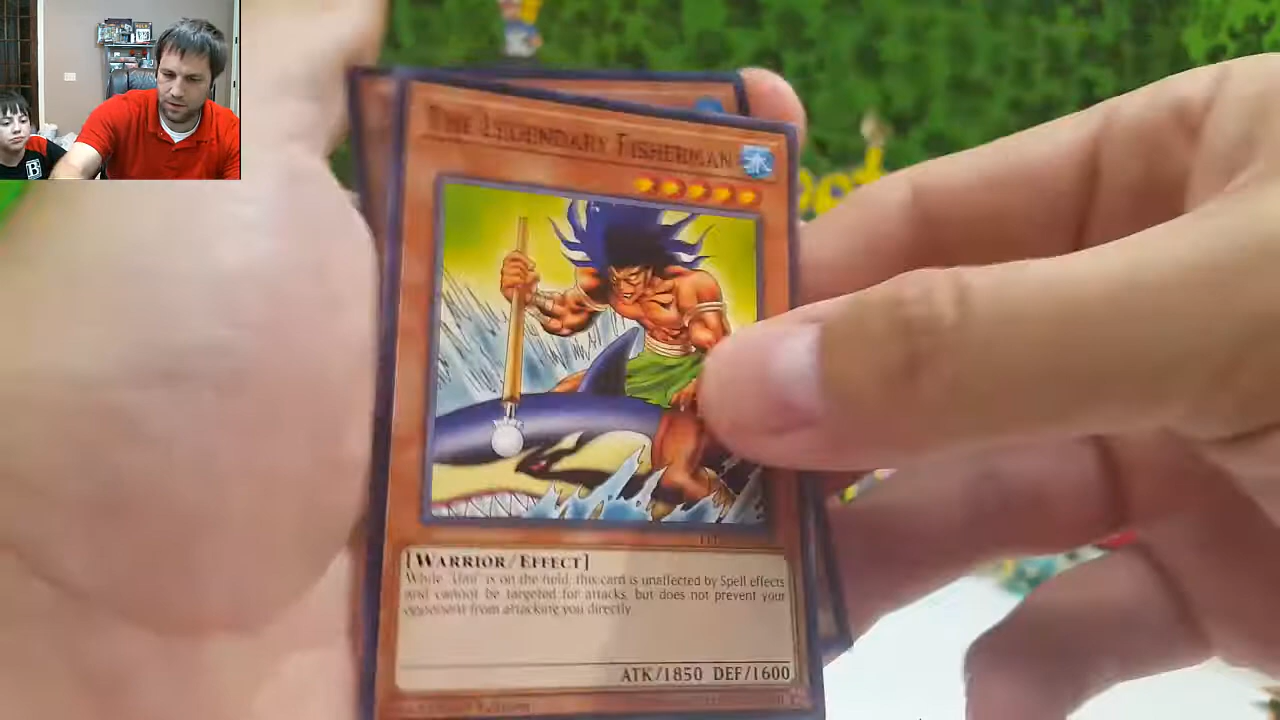 THE LEGENDARY FISHERMAN
[WARRIOR/EFFECT]
While "Umi" is on the field, this card is unaffected by Spell effects
and cannot be targeted for attacks, but does not prevent your
opponent from attacking you directly.
ATK/1850 DEF/1600
B